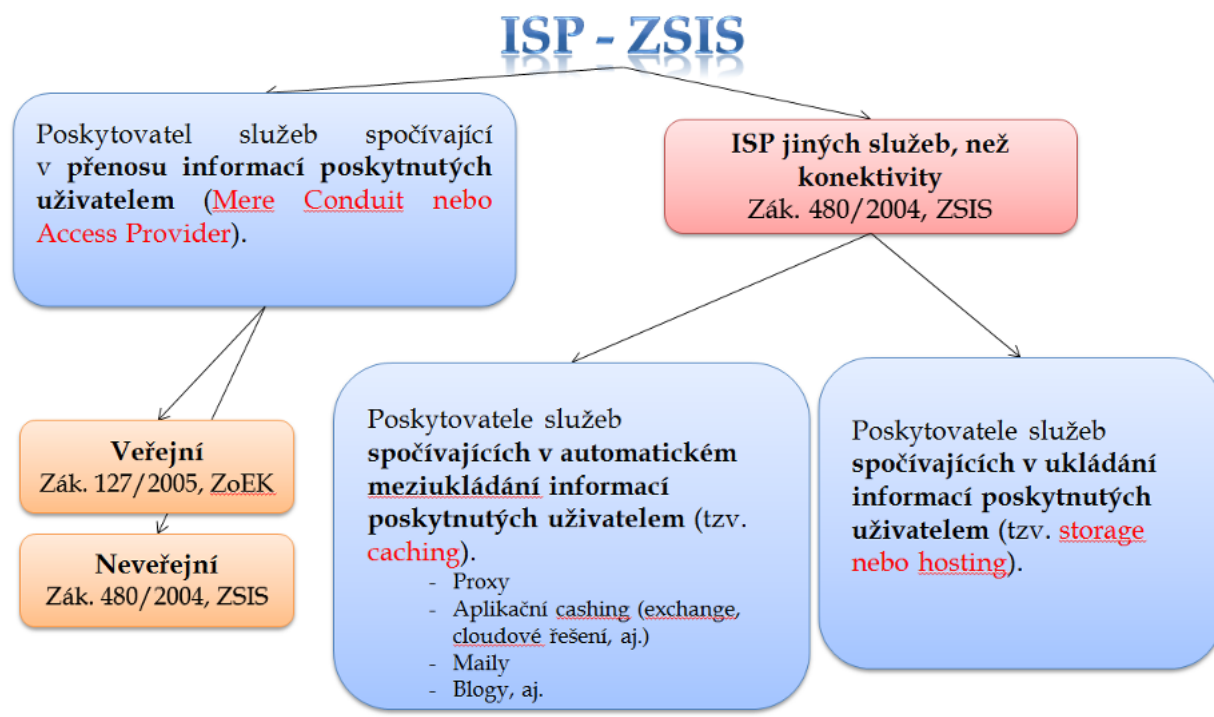 ISP - ZSIS
Poskytovatel služeb spočívající
v přenosu informací poskytnutých
uživatelem (Mere Conduit nebo
Access Provider).
ISP jiných služeb, než
konektivity
Zák. 480/2004, ZSIS
Veřejní
Zák. 127/2005, ZoEK
Neveřejní
Zák. 480/2004, ZSIS
Poskytovatele služeb
spočívajících v automatickém
meziukládání informací
poskytnutých uživatelem (tzv.
caching).
- Proxy
- Aplikační cashing (exchange,
cloudové řešení, aj.)
- Maily
- Blogy, aj.
Poskytovatele služeb
spočívajících v ukládání
informací poskytnutých
uživatelem (tzv. storage
nebo hosting).